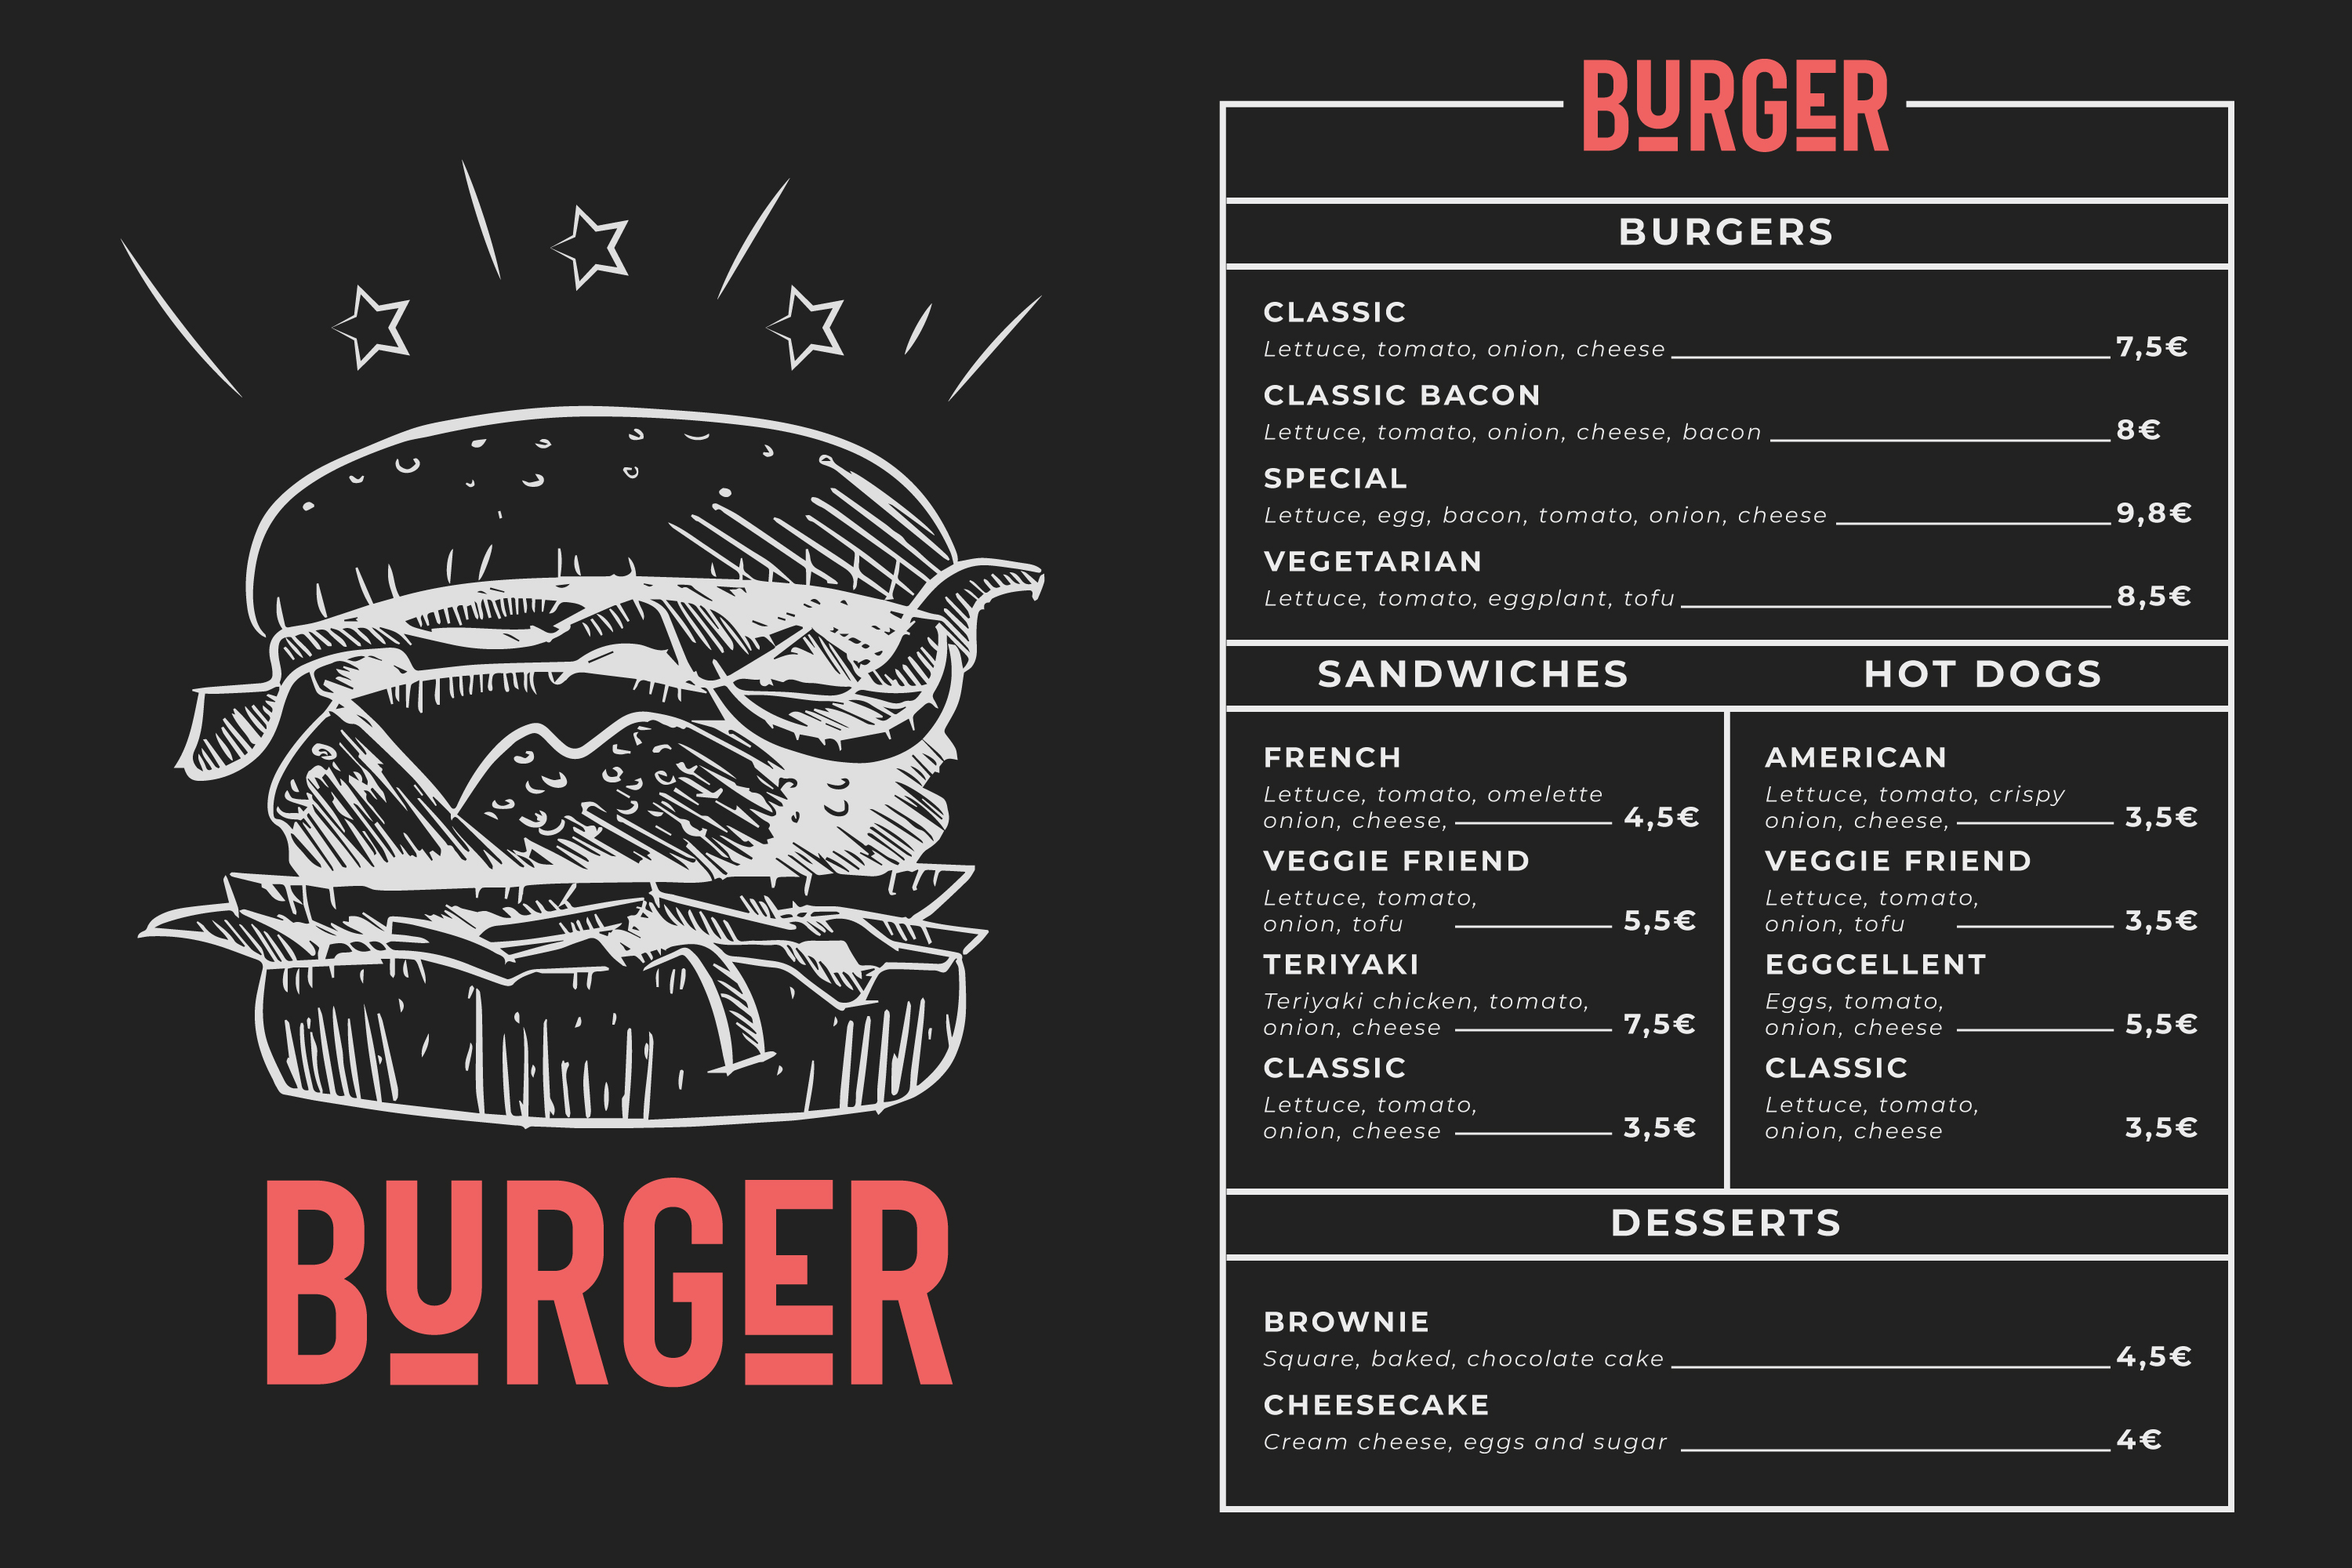 BURGER
BURGER
BURGERS
CLASSIC
Lettuce, tomato, onion, cheese 7,5€
CLASSIC BACON
Lettuce, tomato, onion, cheese, bacon 8€
SPECIAL
Lettuce, egg, bacon, tomato, onion, cheese 9,8€
VEGETARIAN
Lettuce, tomato, eggplant, tofu 8,5€
SANDWICHES
FRENCH
Lettuce, tomato, omelette
onion, cheese, 4,5€
VEGGIE FRIEND
Lettuce, tomato,
onion, tofu 5,5€
TERIYAKI
Teriyaki chicken, tomato,
onion, cheese 7,5€
CLASSIC
Lettuce, tomato,
onion, cheese 3,5€
HOT DOGS
AMERICAN
Lettuce, tomato, crispy
onion, cheese, 3,5€
VEGGIE FRIEND
Lettuce, tomato,
onion, tofu 3,5€
EGGCELLENT
Eggs, tomato,
onion, cheese 5,5€
CLASSIC
Lettuce, tomato,
onion, cheese 3,5€
DESSERTS
BROWNIE
Square, baked, chocolate cake 4,5€
CHEESECAKE
Cream cheese, eggs and sugar 4€